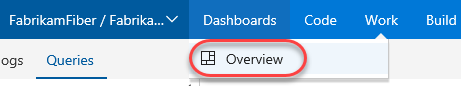 FabrikamFiber / Fabrika... Dashboards Code Work Build
ogs Queries Overview